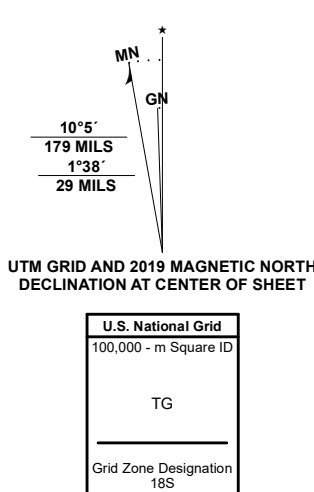 ★
MN
GN
10°5´
179 MILS
1°38´
29 MILS
UTM GRID AND 2019 MAGNETIC NORTH
DECLINATION AT CENTER OF SHEET
U.S. National Grid
100,000 - m Square ID
TG
Grid Zone Designation
18S